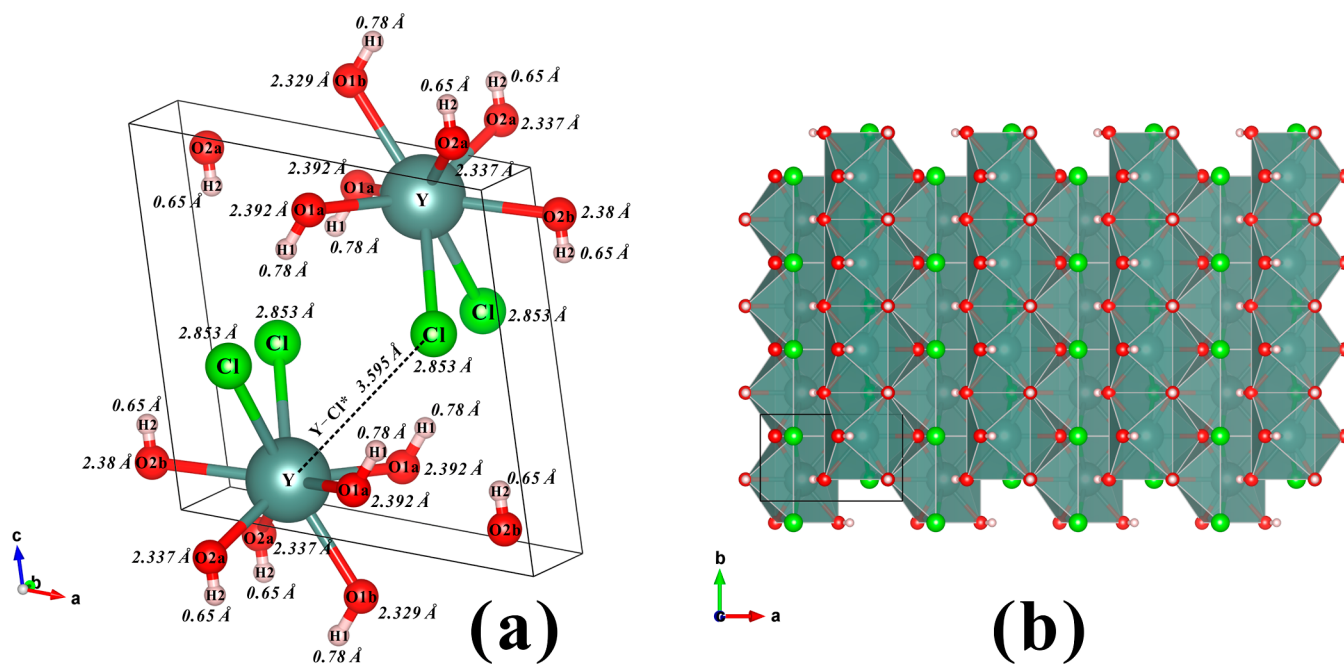 0.78 Å
H1
2.329 Å
O1b
0.65 Å
H2
H2
0.65 Å
O2a
2.337 Å
O2a
O2a
H2
0.65 Å
2.392 Å
2.337 Å
O1a
Y
2.392 Å
O1a
H1
H1
0.78 Å
0.78 Å
O2b
2.38 Å
H2
0.65 Å
Cl
2.853 Å
Cl
2.853 Å
2.853 Å
2.853 Å
Cl
Cl
Y-Cl* 3.595 Å
0.65 Å
H2
2.38 Å
O2b
0.78 Å
H1
0.78 Å
H1
O1a
2.392 Å
Y
O1a
2.392 Å
0.65 Å
H2
O2b
2.337 Å
O2a
O2a
2.337 Å
H2
H2
0.65 Å
0.65 Å
O1b
2.329 Å
H1
0.78 Å
c
b
a
(a)
b
c
a
(b)